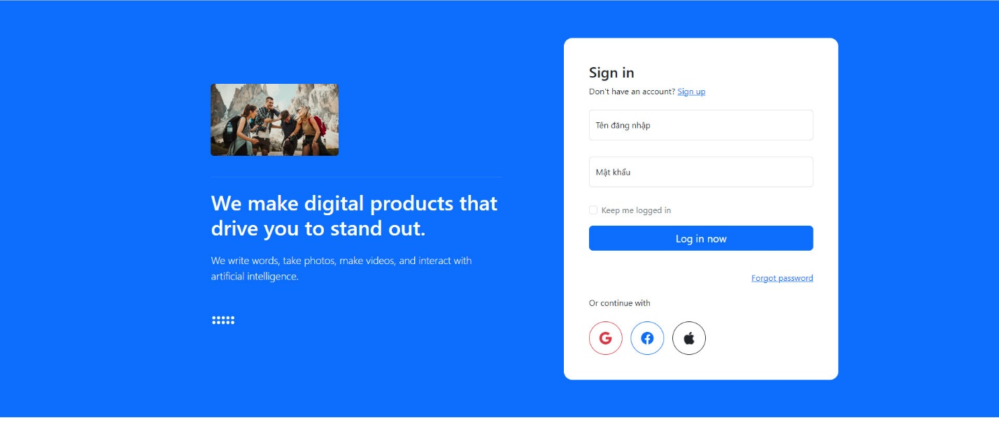 We make digital products that
drive you to stand out.
We write words, take photos, make videos, and interact with
artificial intelligence.
Sign in
Don't have an account? Sign up
Tên đăng nhập
Mật khẩu
Keep me logged in
Log in now
Forgot password
Or continue with